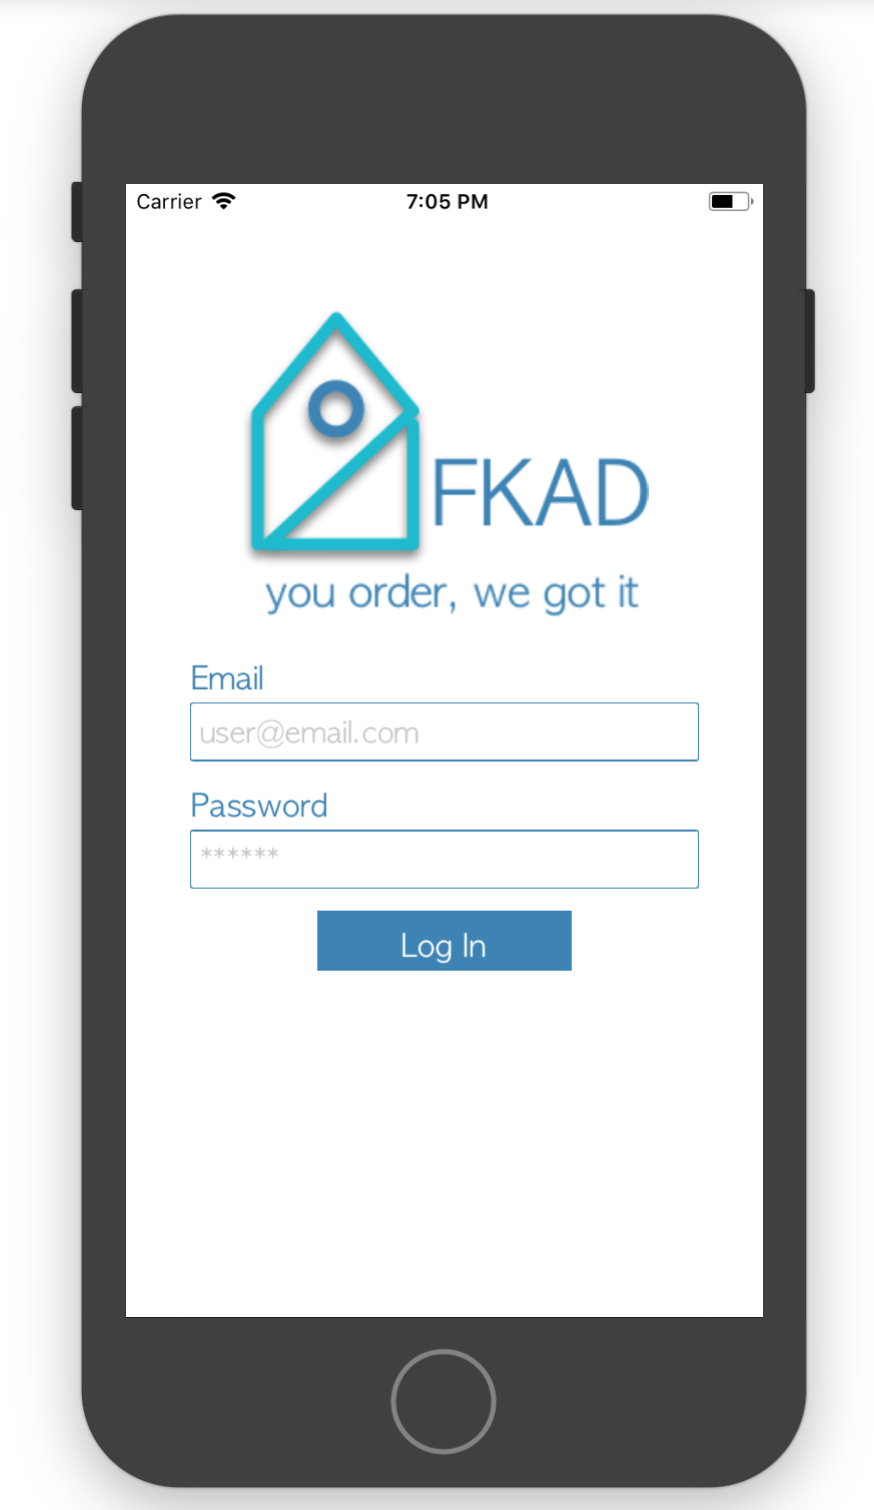 Carrier 7:05 PM
FKAD
you order, we got it
Email
user@email.com
Password
******
Log In